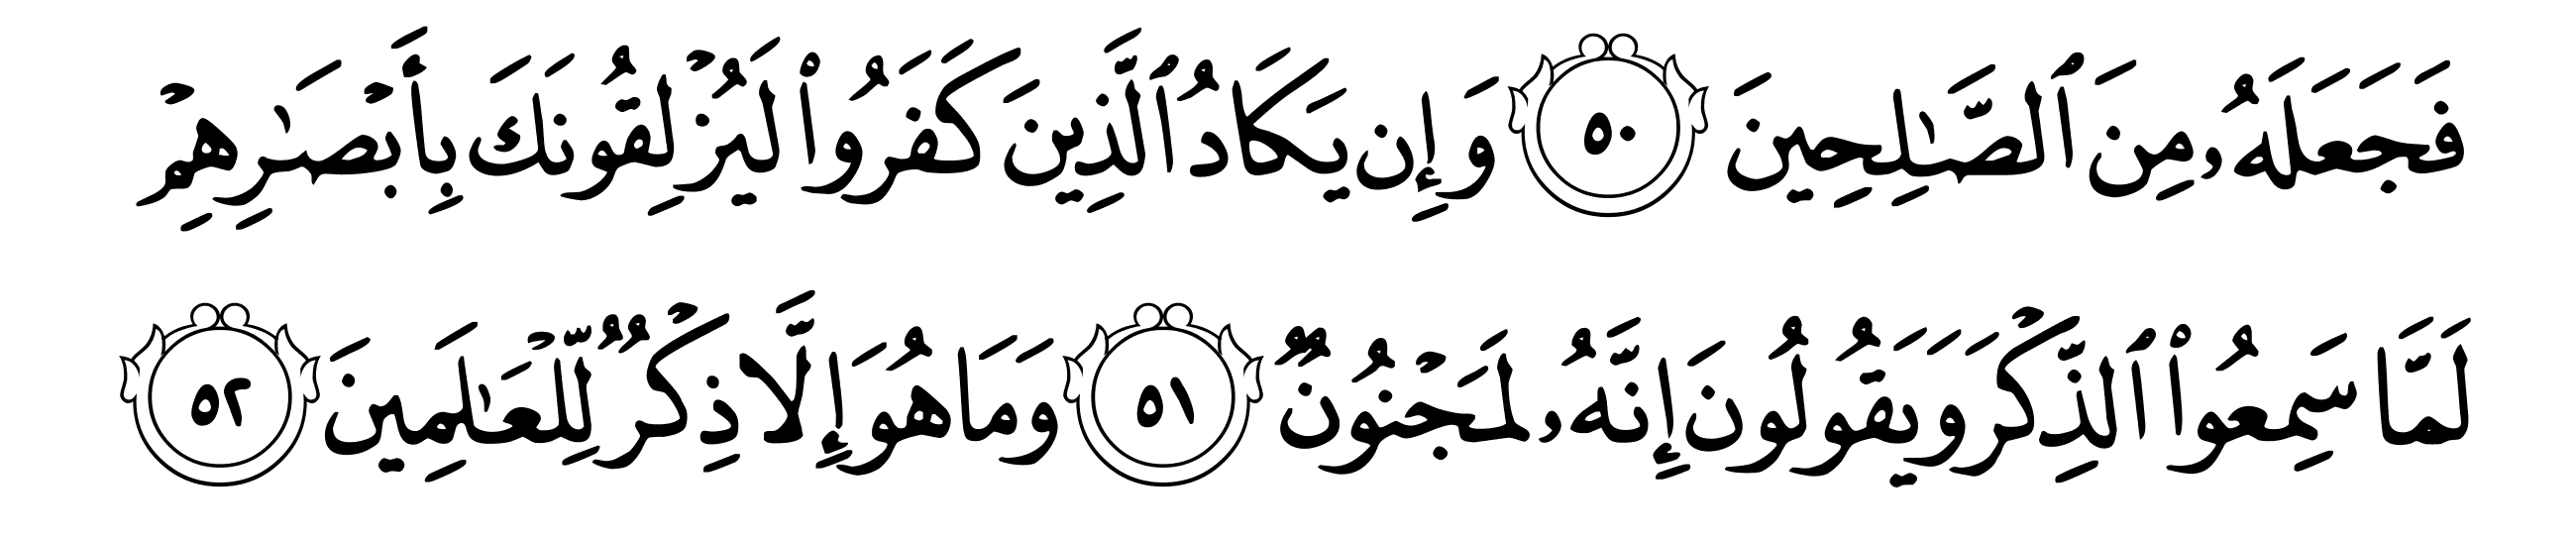 فَجَعَلَهُۥ مِنَ ٱلصَّـٰلِحِينَ ٥٠ وَإِن يَكَادُ ٱلَّذِينَ كَفَرُوا۟ لَيُزْلِقُونَكَ بِأَبْصَـٰرِهِمْ
لَمَّا سَمِعُوا۟ ٱلذِّكْرَ وَيَقُولُونَ إِنَّهُۥ لَمَجْنُونٌ ٥١ وَمَا هُوَ إِلَّا ذِكْرٌ لِّلْعَـٰلَمِينَ ٥٢